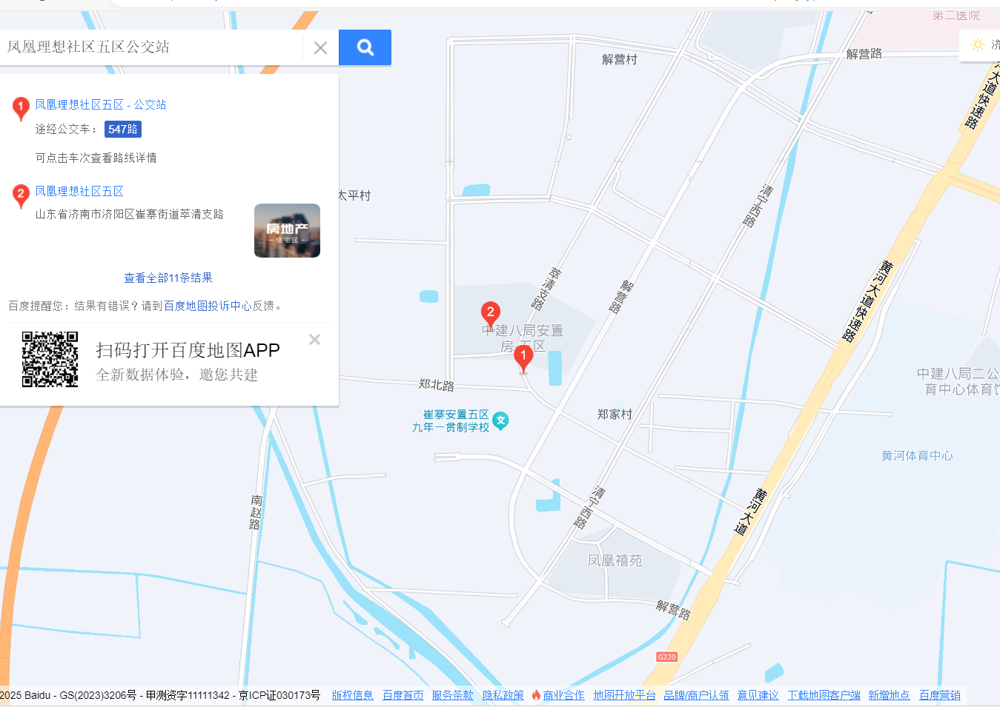 第二医院
凤凰理想社区五区公交站
解营村
解营路
济
大道快速路
1
凤凰理想社区五区 - 公交站
途经公交车： 547路
可点击车次查看路线详情
2
凤凰理想社区五区
太平村
山东省济南市济阳区崔寨街道萃清支路
房地产
住宅区
清宁西路
查看全部11条结果
萃清支路
解营路
黄河大道快速路
百度提醒您：结果有错误？请到百度地图投诉中心反馈。
2
中建八局安置
房-五区
1
扫码打开百度地图APP
全新数据体验，邀您共建
郑北路
中建八局二公
育中心体育馆
崔寨安置五区
九年一贯制学校
文
郑家村
黄河体育中心
南赵路
清宁西路
黄河大道
凤凰禧苑
解营路
G220
2025 Baidu - GS(2023)3206号 - 甲测资字11111342 - 京ICP证030173号 版权信息 百度首页 服务条款 隐私政策 商业合作 地图开放平台 品牌/商户认领 意见建议 下载地图客户端 新增地点 百度营销